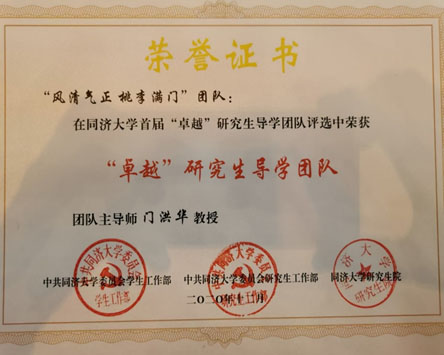 荣誉证书
“风清气正 桃李满门”团队：
在同济大学首届“卓越”研究生导学团队评选中荣获
“卓越”研究生导学团队
团队主导师 门洪华 教授
中共同济大学委员会学生工作部 中共同济大学委员会研究生工作部 同济大学研究生院
二〇二〇年十二月